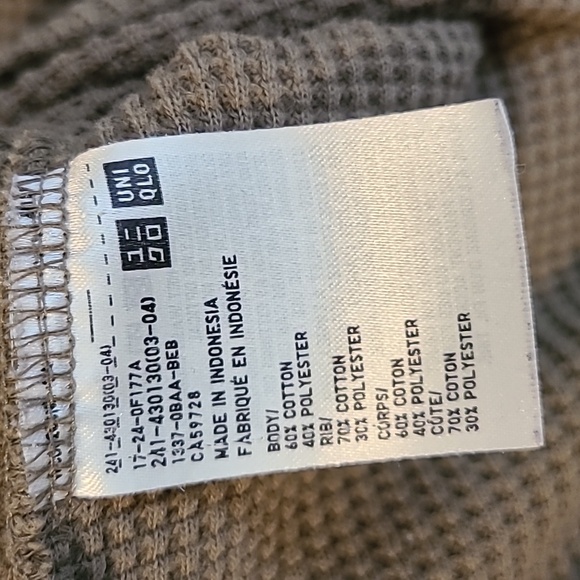 UNI
QLO
ユニ
クロ
241-430130(03-04)
17-24-0F177A
241-430130(03-04)
1337-0BAA-BEB
CA59728
MADE IN INDONESIA
FABRIQUÉ EN INDONÉSIE
BODY/
60% COTTON
40% POLYESTER
RIB/
70% COTTON
30% POLYESTER
CORPS/
60% COTON
40% POLYESTER
CÚTE/
70% COTON
30% POLYESTER